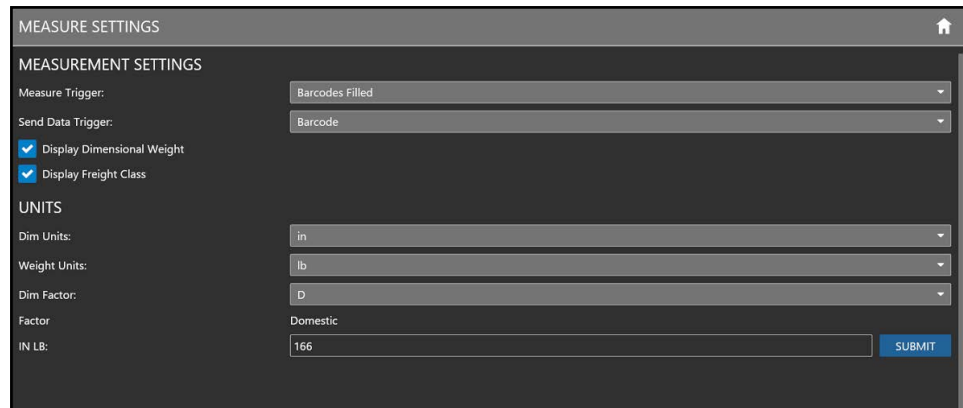 MEASURE SETTINGS
MEASUREMENT SETTINGS
Measure Trigger: Barcodes Filled
Send Data Trigger: Barcode
Display Dimensional Weight
Display Freight Class
UNITS
Dim Units: in
Weight Units: lb
Dim Factor: D
Factor Domestic
IN LB: 166 SUBMIT